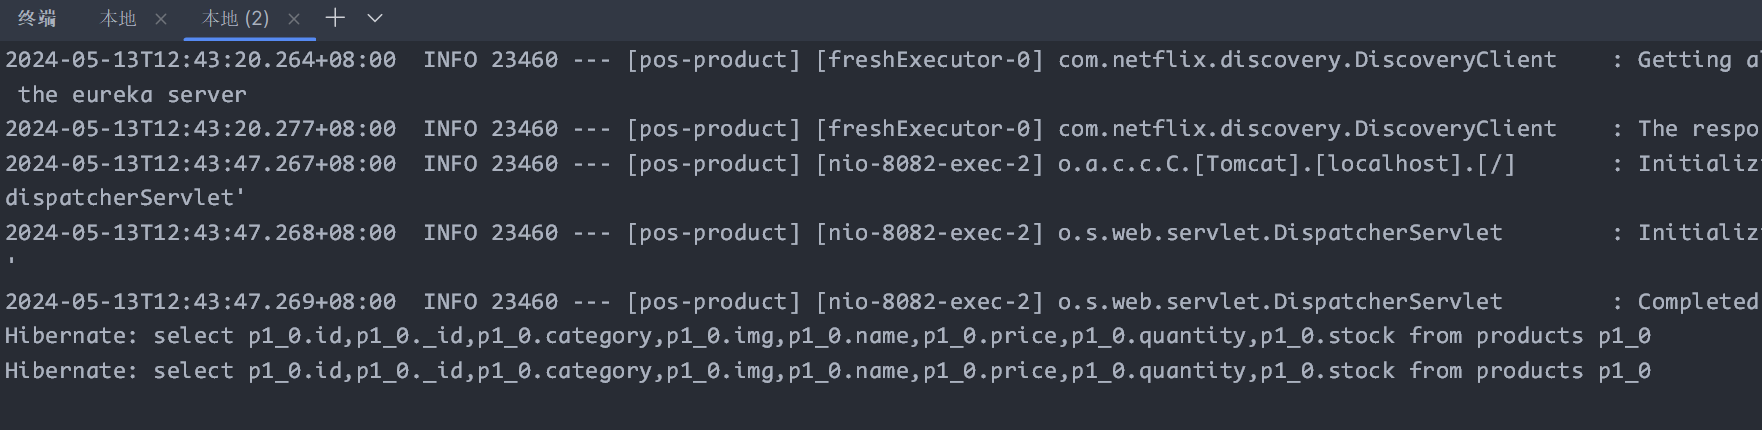 终端 本地 × 本地 (2) × + ∨
2024-05-13T12:43:20.264+08:00  INFO 23460 --- [pos-product] [freshExecutor-0] com.netflix.discovery.DiscoveryClient    : Getting al
 the eureka server
2024-05-13T12:43:20.277+08:00  INFO 23460 --- [pos-product] [freshExecutor-0] com.netflix.discovery.DiscoveryClient    : The respo
2024-05-13T12:43:47.267+08:00  INFO 23460 --- [pos-product] [nio-8082-exec-2] o.a.c.c.C.[Tomcat].[localhost].[/]       : Initializi
dispatcherServlet'
2024-05-13T12:43:47.268+08:00  INFO 23460 --- [pos-product] [nio-8082-exec-2] o.s.web.servlet.DispatcherServlet        : Initializi
'
2024-05-13T12:43:47.269+08:00  INFO 23460 --- [pos-product] [nio-8082-exec-2] o.s.web.servlet.DispatcherServlet        : Completed
Hibernate: select p1_0.id,p1_0._id,p1_0.category,p1_0.img,p1_0.name,p1_0.price,p1_0.quantity,p1_0.stock from products p1_0
Hibernate: select p1_0.id,p1_0._id,p1_0.category,p1_0.img,p1_0.name,p1_0.price,p1_0.quantity,p1_0.stock from products p1_0